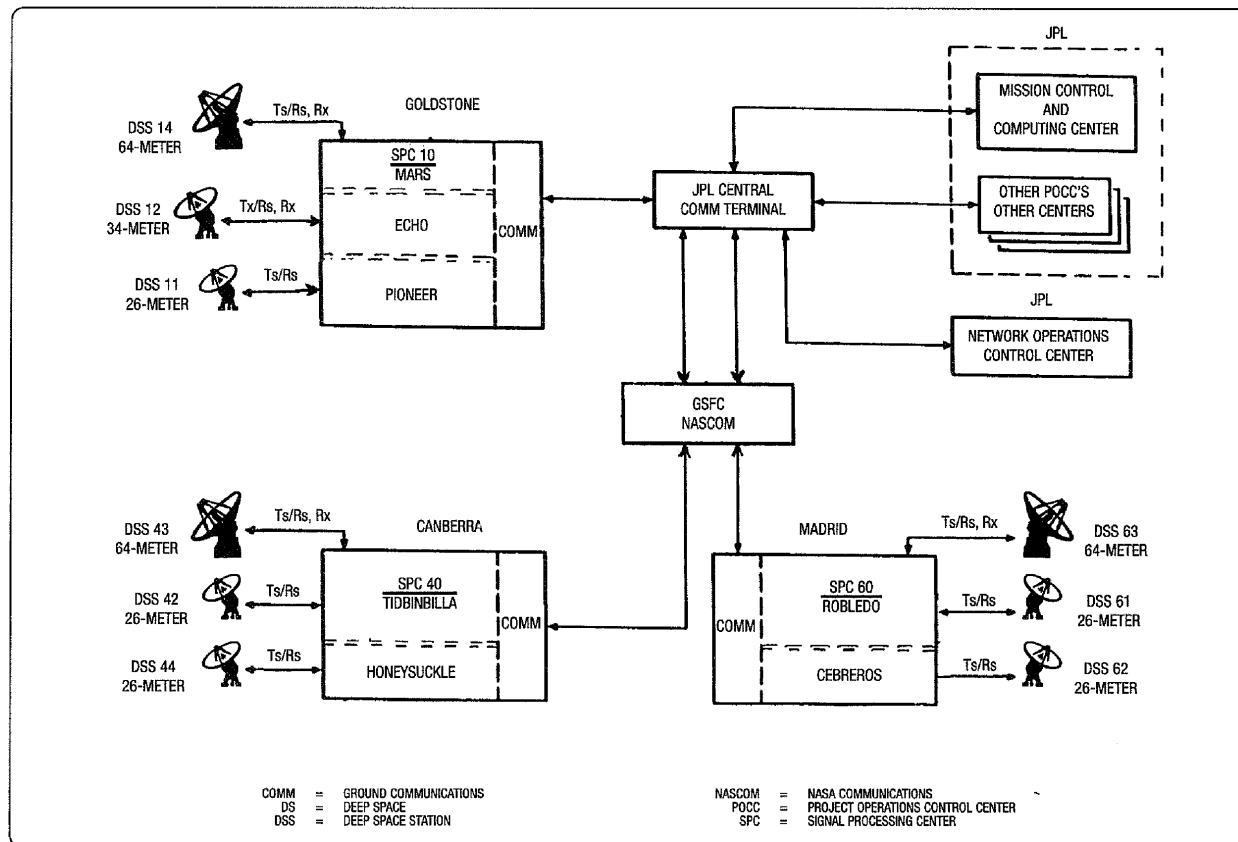 JPL
GOLDSTONE
Ts/Rs, Rx
DSS 14
64-METER
SPC 10
MARS
Tx/Rs, Rx
DSS 12
34-METER
ECHO
COMM
Ts/Rs
DSS 11
26-METER
PIONEER
JPL CENTRAL
COMM TERMINAL
MISSION CONTROL
AND
COMPUTING CENTER
OTHER POCC'S
OTHER CENTERS
JPL
NETWORK OPERATIONS
CONTROL CENTER
GSFC
NASCOM
CANBERRA
Ts/Rs, Rx
DSS 43
64-METER
SPC 40
TIDBINBILLA
Ts/Rs
DSS 42
26-METER
COMM
Ts/Rs
DSS 44
26-METER
HONEYSUCKLE
MADRID
Ts/Rs, Rx
DSS 63
64-METER
SPC 60
ROBLEDO
COMM
Ts/Rs
DSS 61
26-METER
CEBREROS
Ts/Rs
DSS 62
26-METER
COMM = GROUND COMMUNICATIONS
DS = DEEP SPACE
DSS = DEEP SPACE STATION
NASCOM = NASA COMMUNICATIONS
POCC = PROJECT OPERATIONS CONTROL CENTER
SPC = SIGNAL PROCESSING CENTER